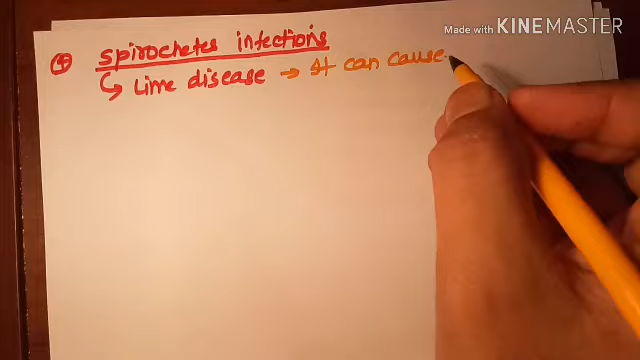 Made with KINEMASTER
④ spirochetes infections
↳ Lime disease → It can cause